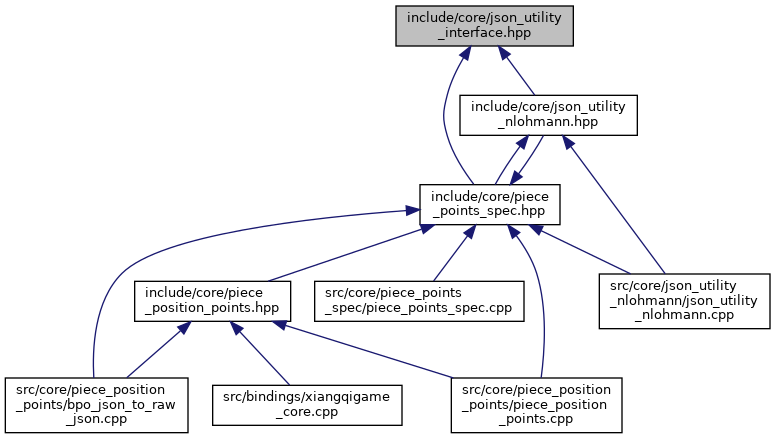 include/core/json_utility
_interface.hpp
include/core/json_utility
_nlohmann.hpp
include/core/piece
_points_spec.hpp
include/core/piece
_position_points.hpp
src/core/piece_points
_spec/piece_points_spec.cpp
src/core/json_utility
_nlohmann/json_utility
_nlohmann.cpp
src/core/piece_position
_points/bpo_json_to_raw
_json.cpp
src/bindings/xiangqigame
_core.cpp
src/core/piece_position
_points/piece_position
_points.cpp